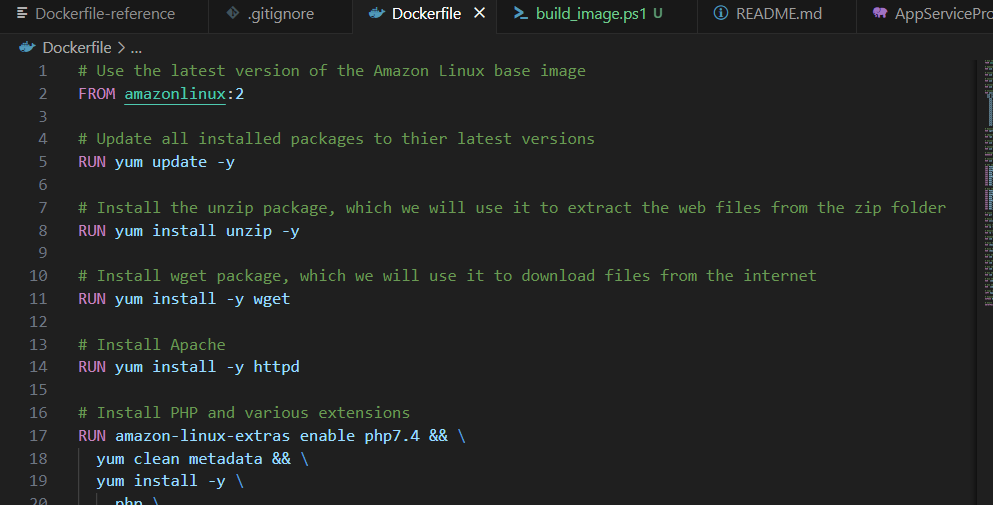 Dockerfile-reference
.gitignore
Dockerfile
build_image.ps1 U
README.md
AppServicePro
Dockerfile > ...
1 # Use the latest version of the Amazon Linux base image
2 FROM amazonlinux:2
3
4 # Update all installed packages to thier latest versions
5 RUN yum update -y
6
7 # Install the unzip package, which we will use it to extract the web files from the zip folder
8 RUN yum install unzip -y
9
10 # Install wget package, which we will use it to download files from the internet
11 RUN yum install -y wget
12
13 # Install Apache
14 RUN yum install -y httpd
15
16 # Install PHP and various extensions
17 RUN amazon-linux-extras enable php7.4 && \
18 yum clean metadata && \
19 yum install -y \
20 php \